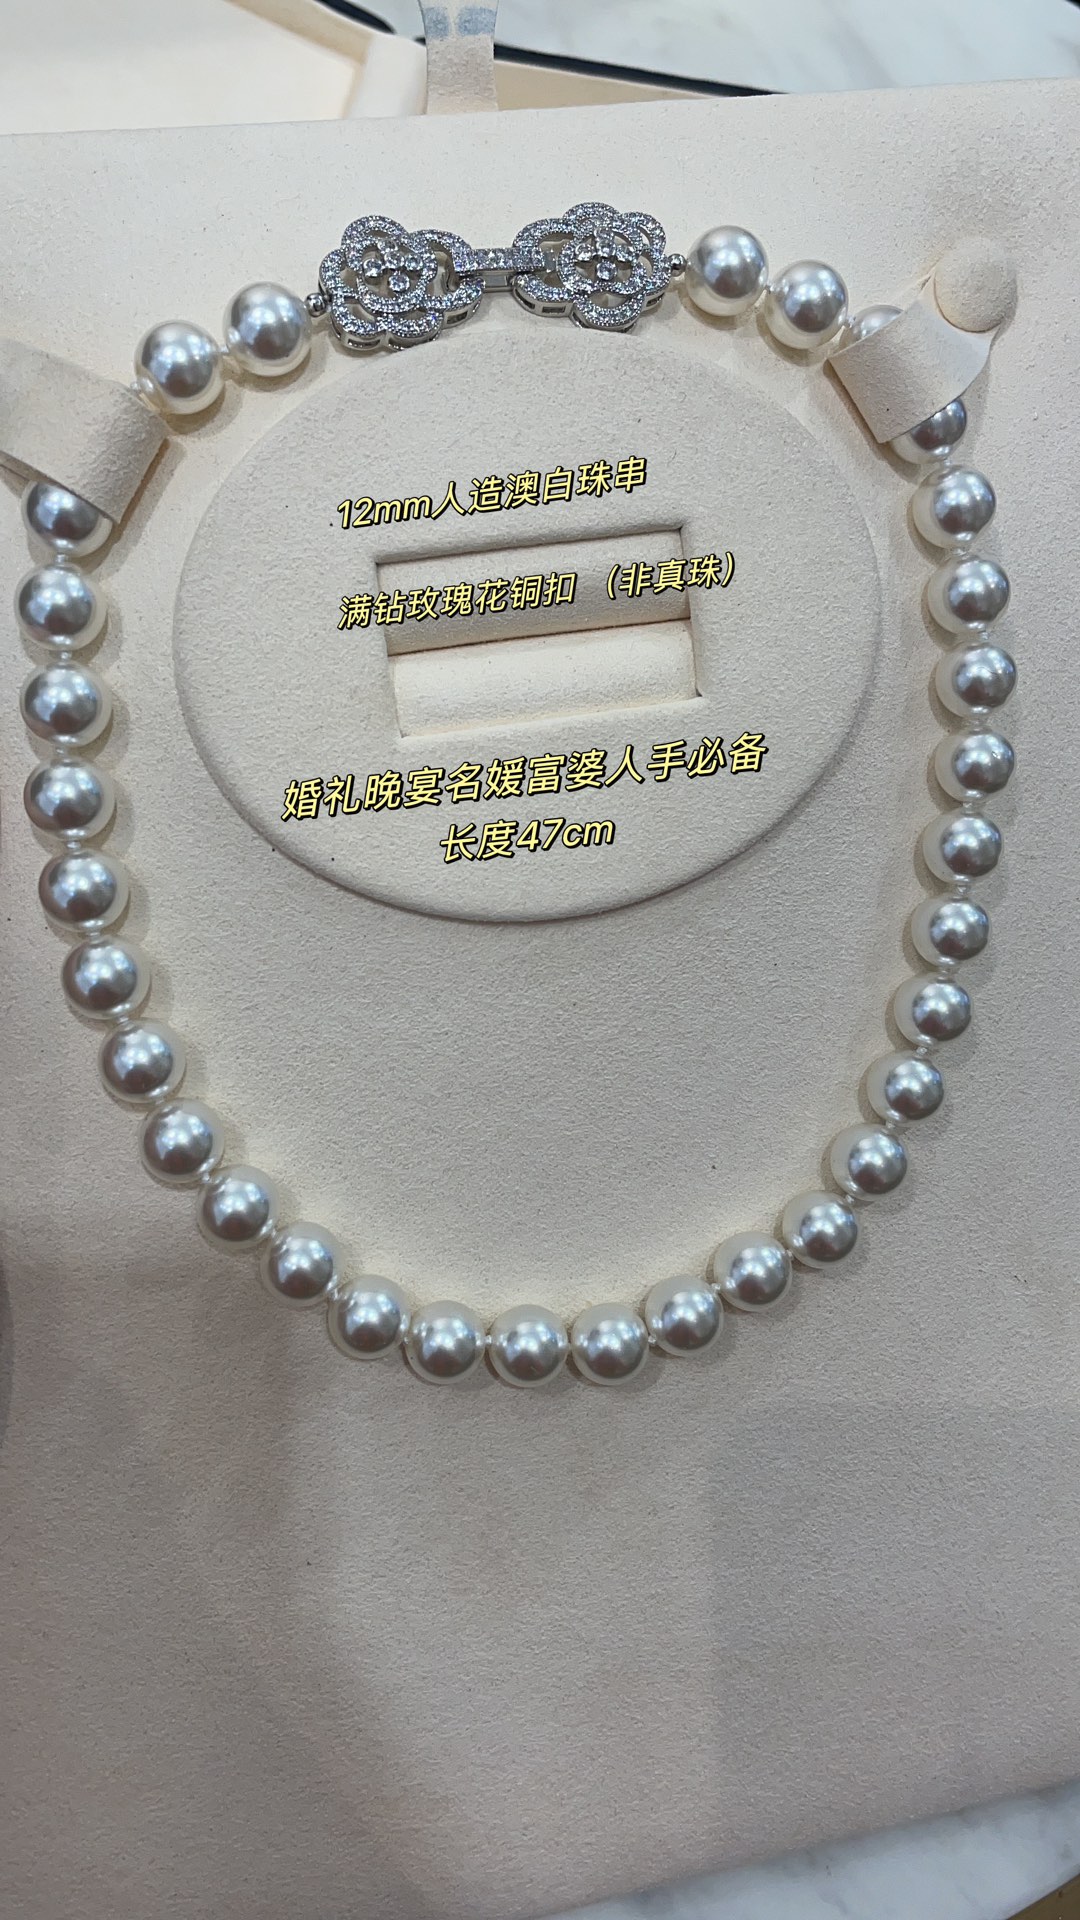 12mm人造澳白珠串
满钻玫瑰花铜扣 （非真珠）
婚礼晚宴名媛富婆人手必备
长度47cm